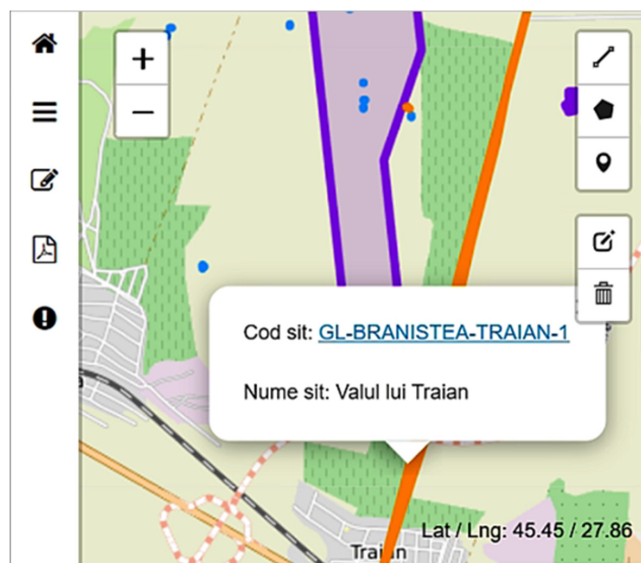 +
−
Cod sit: GL-BRANISTEA-TRAIAN-1
Nume sit: Valul lui Traian
Lat / Lng: 45.45 / 27.86
Traian